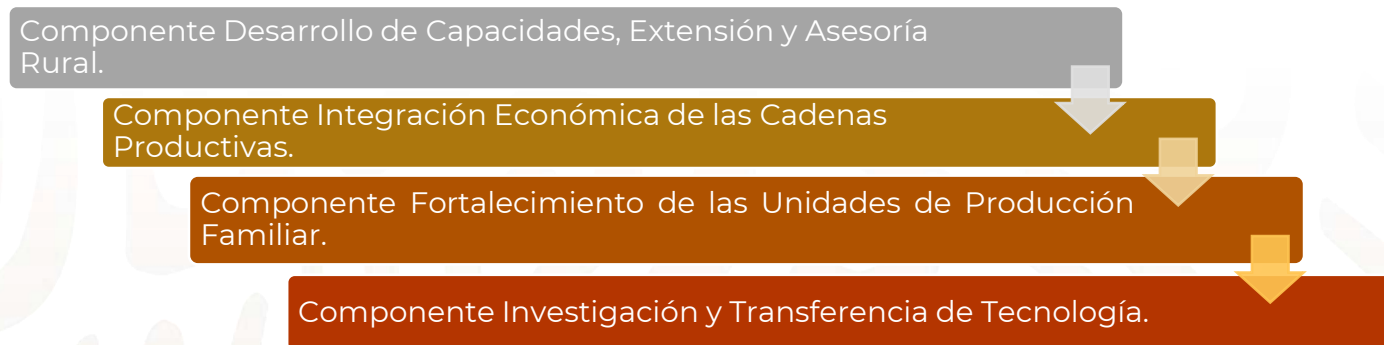 Componente Desarrollo de Capacidades, Extensión y Asesoría
Rural.
Componente Integración Económica de las Cadenas
Productivas.
Componente Fortalecimiento de las Unidades de Producción
Familiar.
Componente Investigación y Transferencia de Tecnología.